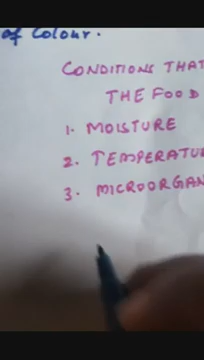 of Colour.
CONDITIONS THAT
THE FOOD
1. MOISTURE
2. TEMPERATU
3. MICROORGAN